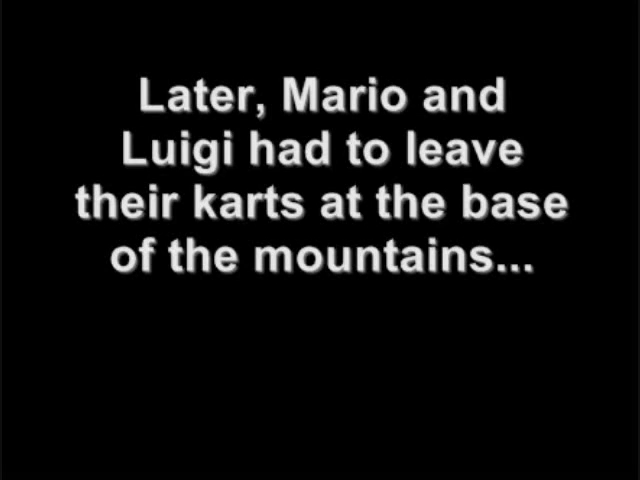 Later, Mario and
Luigi had to leave
their karts at the base
of the mountains...